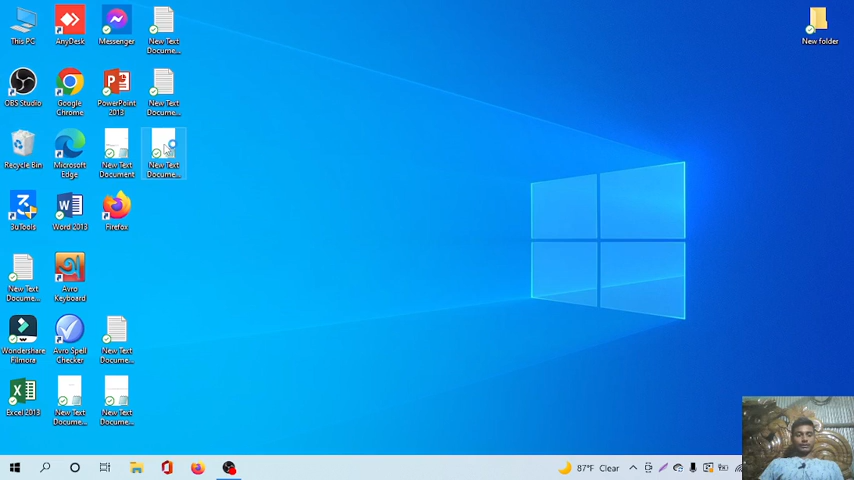 This PC
AnyDesk
Messenger
New Text
Docume...
New folder
OBS Studio
Google
Chrome
PowerPoint
2013
New Text
Docume...
Recycle Bin
Microsoft
Edge
New Text
Document
New Text
Docume...
3uTools
Word 2013
Firefox
New Text
Docume...
Avro
Keyboard
Wondershare
Filmora
Avro Spell
Checker
New Text
Docume...
Excel 2013
New Text
Docume...
New Text
Docume...
87°F Clear